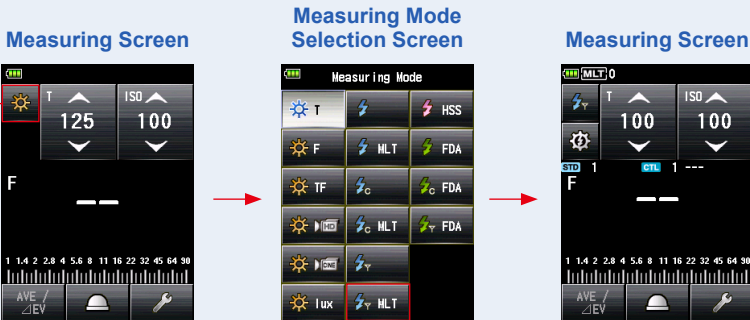 Measuring Screen
T
125
ISO
100
F
1 1.4 2 2.8 4 5.6 8 11 16 22 32 45 64 90
AVE /
⊿EV
Measuring Mode
Selection Screen
Measuring Mode
T
HSS
F
MLT
FDA
TF
C
C FDA
HD
C MLT
Y FDA
CINE
Y
lux
Y MLT
Measuring Screen
MLT 0
Y
T
100
ISO
100
STD 1
CTL 1 ---
F
1 1.4 2 2.8 4 5.6 8 11 16 22 32 45 64 90
AVE /
⊿EV